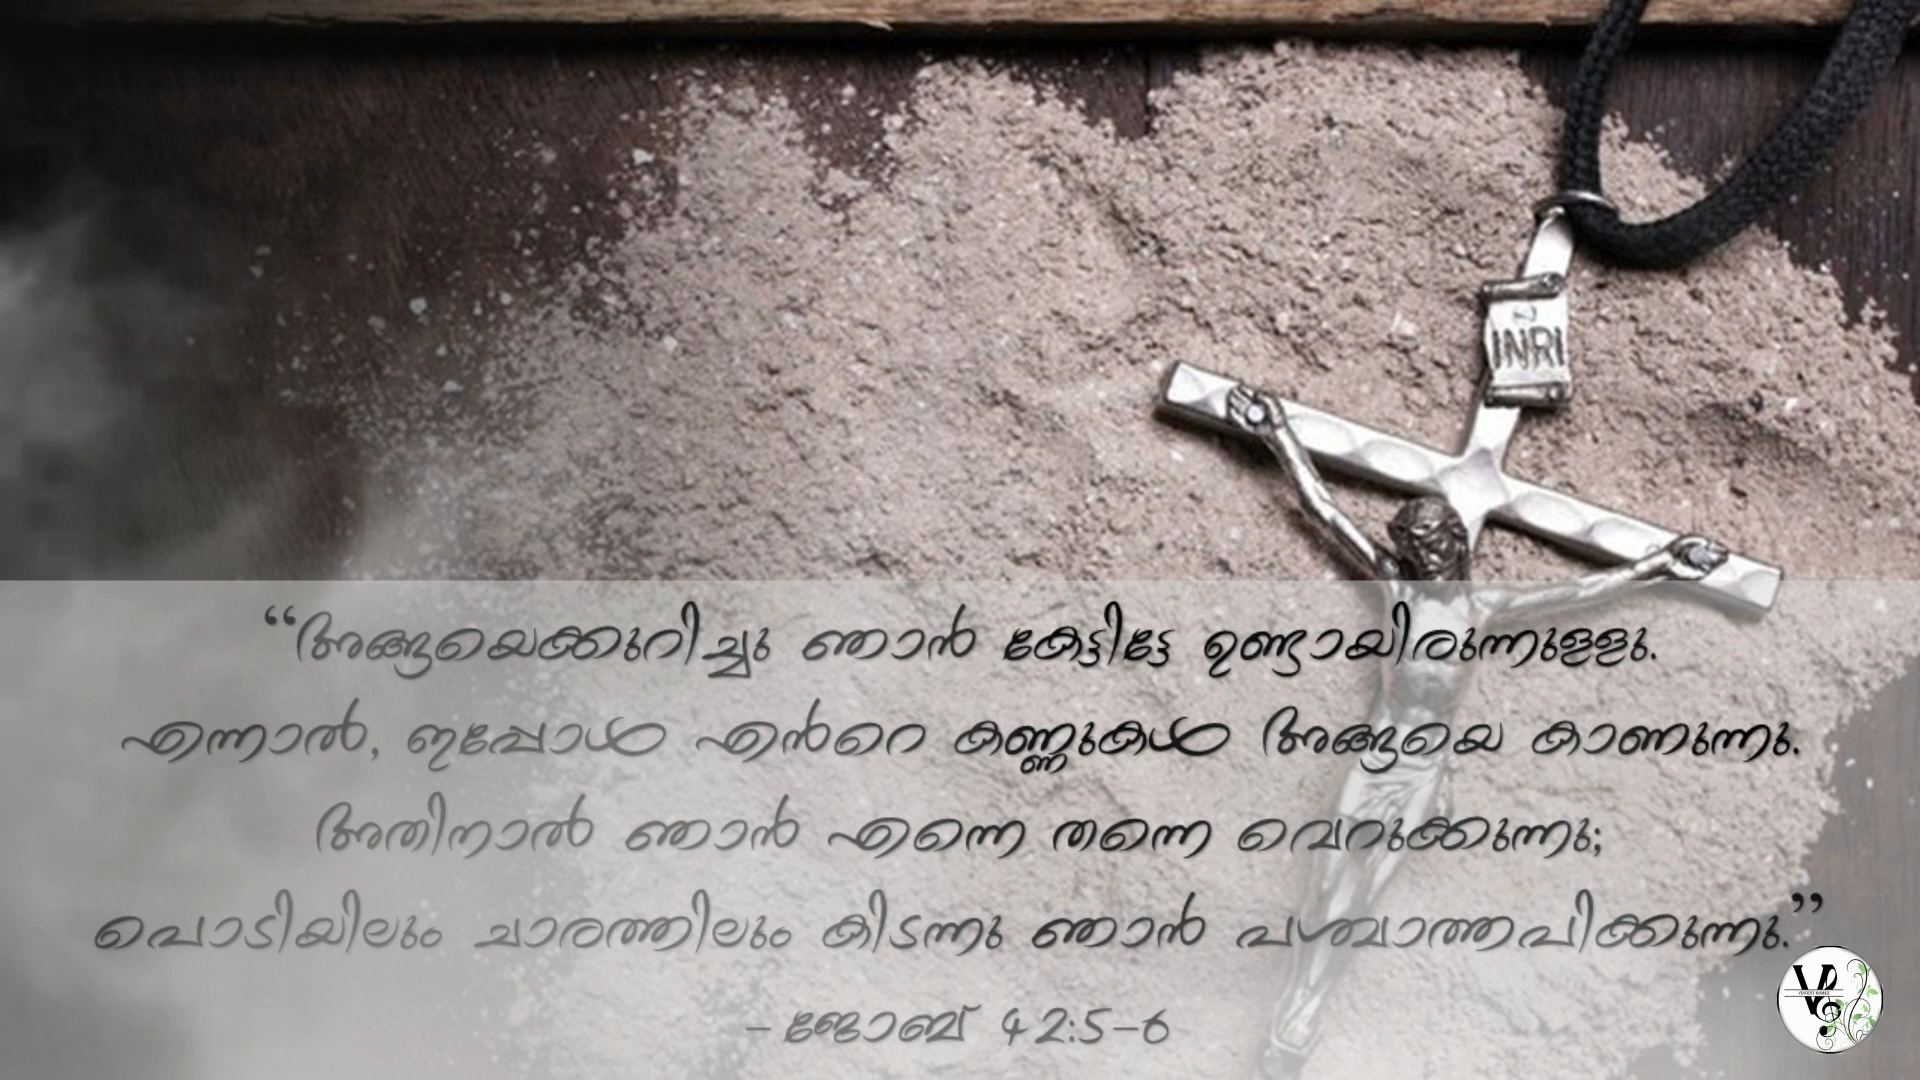 INRI
“അങ്ങയെക്കുറിച്ചു ഞാൻ കേട്ടിട്ടേ ഉണ്ടായിരുന്നുള്ളു.
എന്നാൽ, ഇപ്പോൾ എൻറെ കണ്ണുകൾ അങ്ങയെ കാണുന്നു.
അതിനാൽ ഞാൻ എന്നെ തന്നെ വെറുക്കുന്നു;
പൊടിയിലും ചാരത്തിലും കിടന്നു ഞാൻ പശ്ചാത്തപിക്കുന്നു.”
– ജോബ് 42:5-6